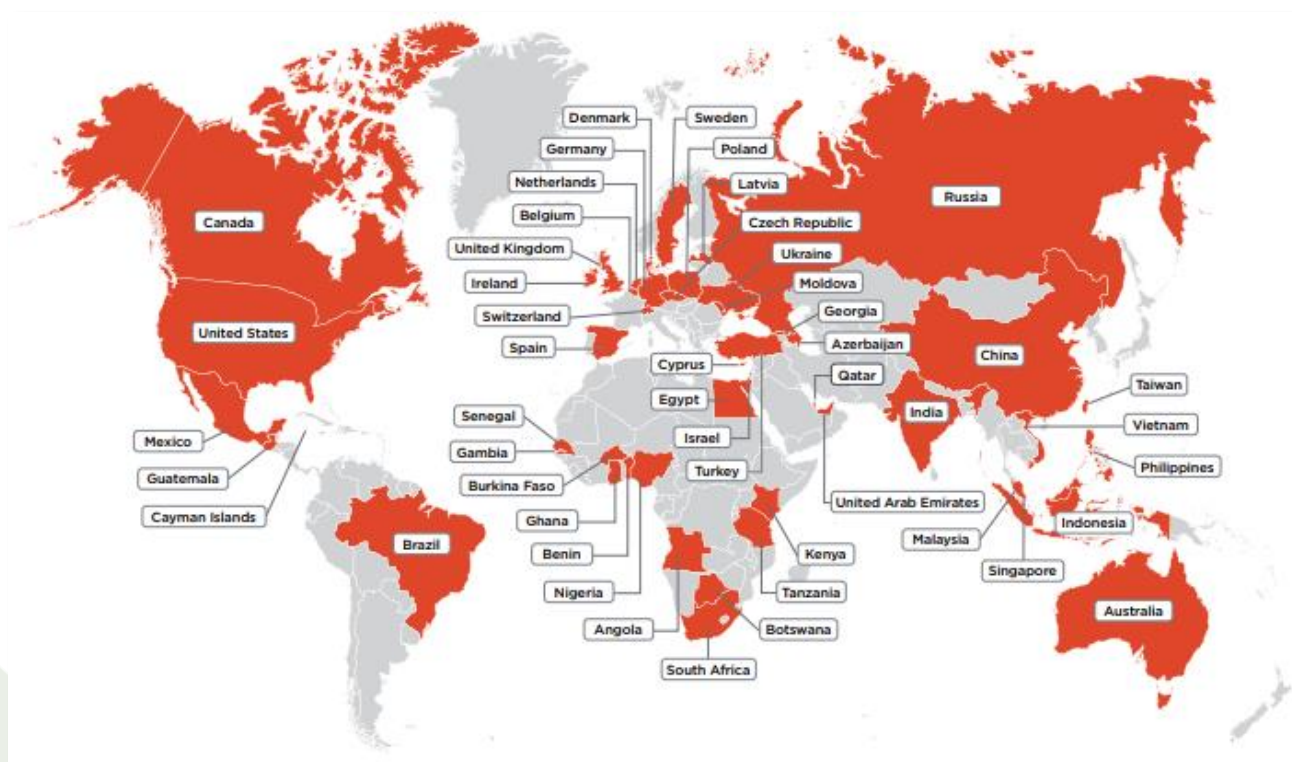 Denmark
Sweden
Germany
Poland
Netherlands
Latvia
Russia
Belgium
Canada
Czech Republic
United Kingdom
Ukraine
Ireland
Moldova
Switzerland
Georgia
United States
Spain
Azerbaijan
China
Cyprus
Qatar
Taiwan
Egypt
India
Senegal
Vietnam
Mexico
Israel
Gambia
Turkey
Philippines
Guatemala
Burkina Faso
United Arab Emirates
Cayman Islands
Ghana
Indonesia
Malaysia
Brazil
Benin
Kenya
Singapore
Nigeria
Tanzania
Australia
Angola
Botswana
South Africa